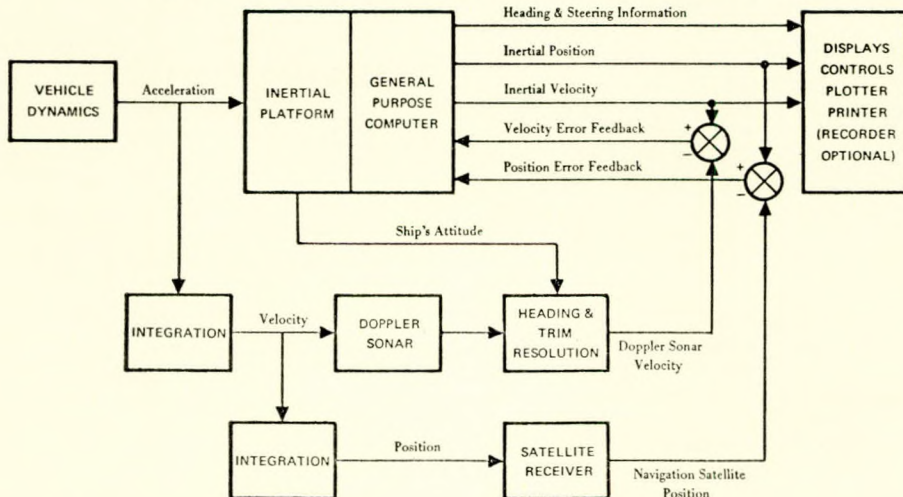 Heading & Steering Information
Inertial Position
Inertial Velocity
Velocity Error Feedback
Position Error Feedback
VEHICLE
DYNAMICS
Acceleration
INERTIAL
PLATFORM
GENERAL
PURPOSE
COMPUTER
+
−
+
−
DISPLAYS
CONTROLS
PLOTTER
PRINTER
(RECORDER
OPTIONAL)
Ship's Attitude
INTEGRATION
Velocity
DOPPLER
SONAR
HEADING &
TRIM
RESOLUTION
Doppler Sonar
Velocity
INTEGRATION
Position
SATELLITE
RECEIVER
Navigation Satellite
Position